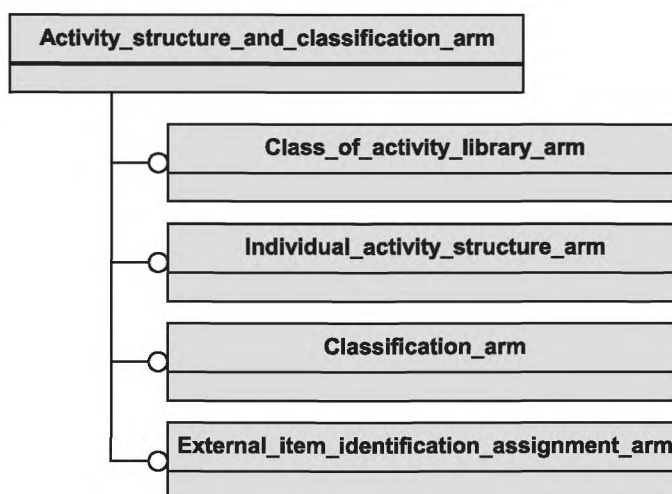 Activity_structure_and_classification_arm
Class_of_activity_library_arm
Individual_activity_structure_arm
Classification_arm
External_item_identification_assignment_arm